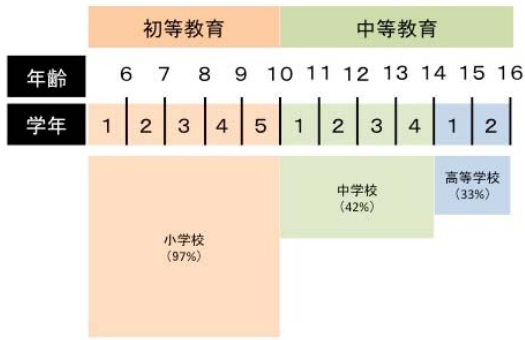 初等教育 中等教育
年齢 6 7 8 9 10 11 12 13 14 15 16
学年 1 2 3 4 5 1 2 3 4 1 2
小学校
(97%)
中学校
(42%)
高等学校
(33%)